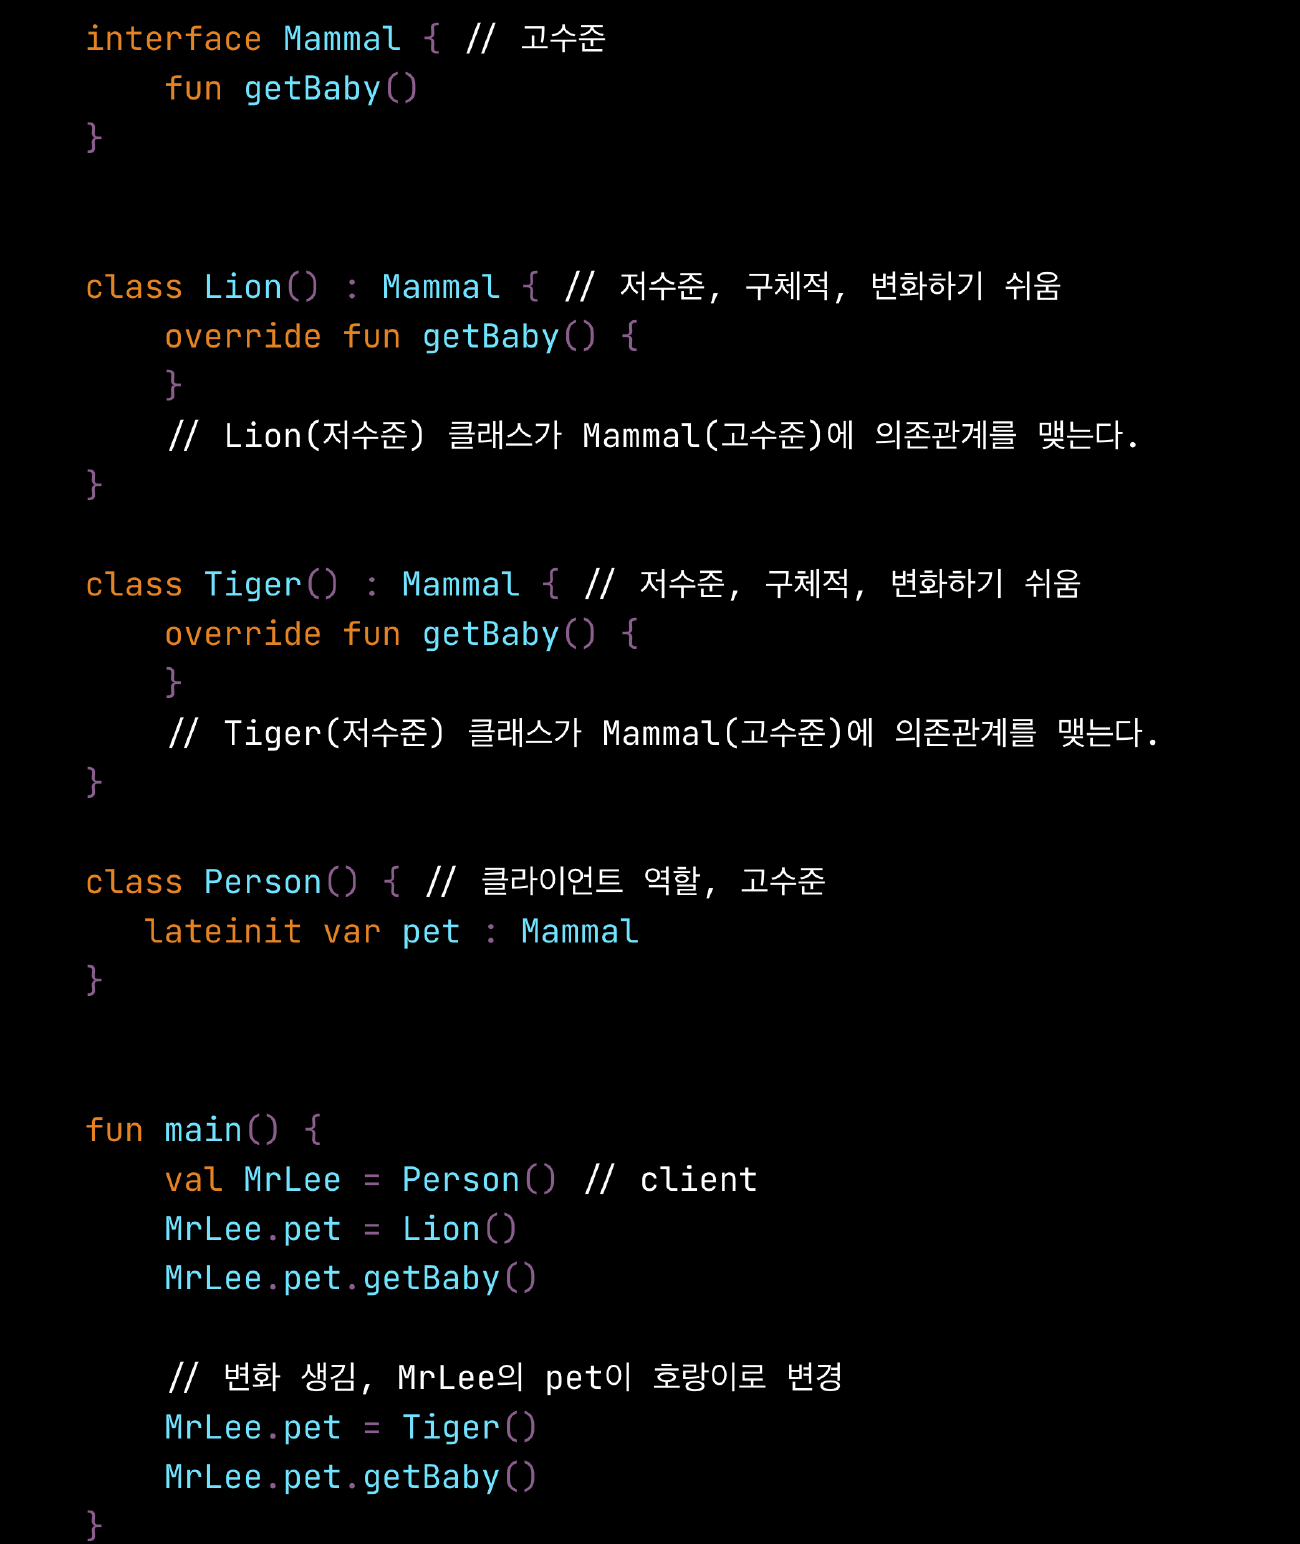 interface Mammal { // 고수준
    fun getBaby()
}
class Lion() : Mammal { // 저수준, 구체적, 변화하기 쉬움
    override fun getBaby() {
    }
    // Lion(저수준) 클래스가 Mammal(고수준)에 의존관계를 맺는다.
}
class Tiger() : Mammal { // 저수준, 구체적, 변화하기 쉬움
    override fun getBaby() {
    }
    // Tiger(저수준) 클래스가 Mammal(고수준)에 의존관계를 맺는다.
}
class Person() { // 클라이언트 역할, 고수준
   lateinit var pet : Mammal
}
fun main() {
    val MrLee = Person() // client
    MrLee.pet = Lion()
    MrLee.pet.getBaby()
    // 변화 생김, MrLee의 pet이 호랑이로 변경
    MrLee.pet = Tiger()
    MrLee.pet.getBaby()
}